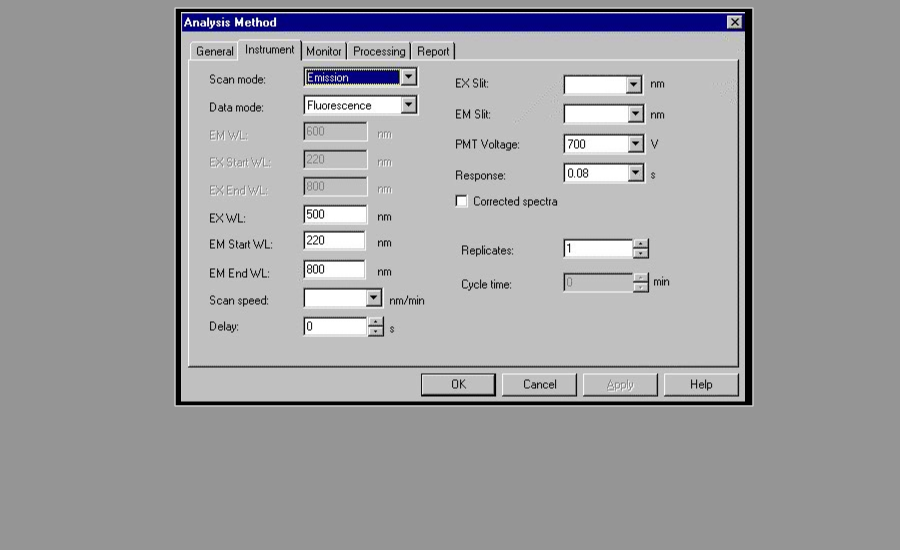 Analysis Method
General Instrument Monitor Processing Report
Scan mode: Emission
Data mode: Fluorescence
EM WL: 600 nm
EX Start WL: 220 nm
EX End WL: 800 nm
EX WL: 500 nm
EM Start WL: 220 nm
EM End WL: 800 nm
Scan speed: nm/min
Delay: 0 s
EX Slit: nm
EM Slit: nm
PMT Voltage: 700 V
Response: 0.08 s
Corrected spectra
Replicates: 1
Cycle time: 0 min
OK Cancel Apply Help